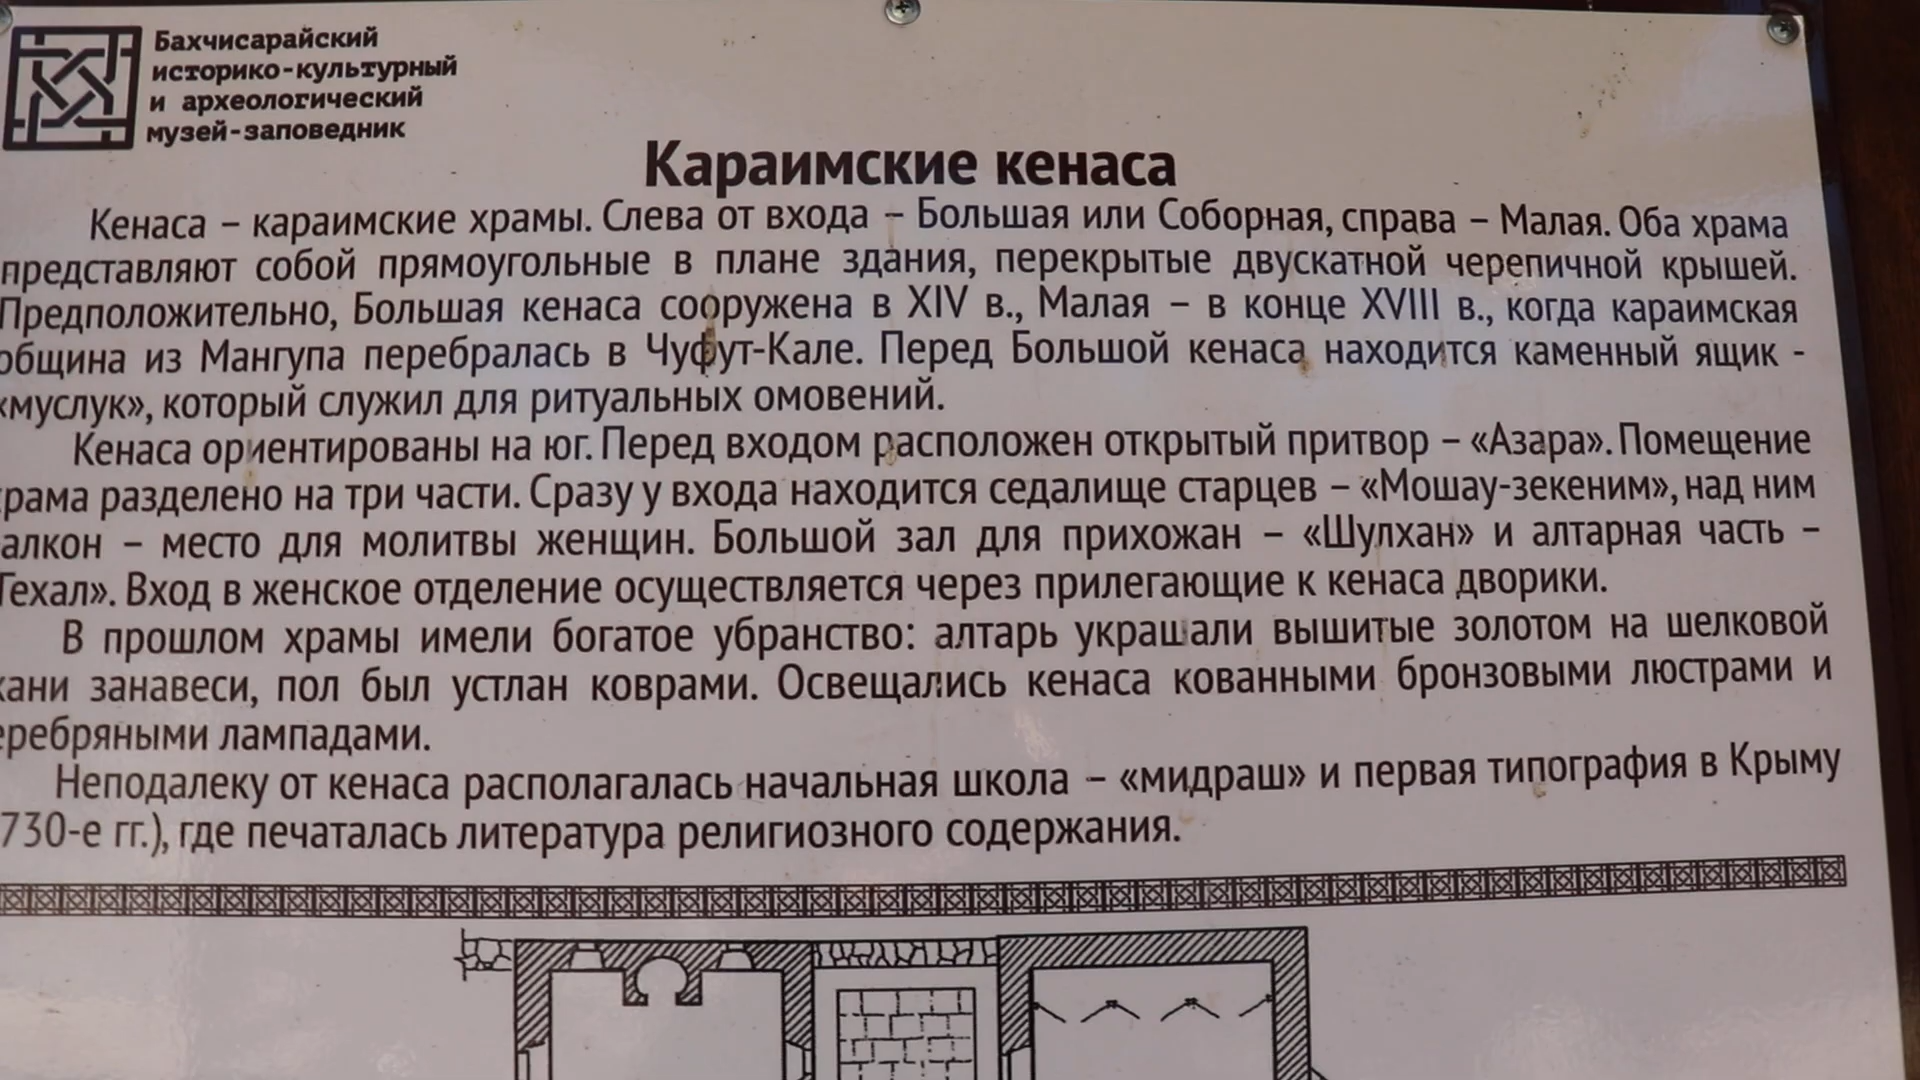 Бахчисарайский
историко-культурный
и археологический
музей-заповедник
Караимские кенаса
Кенаса – караимские храмы. Слева от входа – Большая или Соборная, справа – Малая. Оба храма
представляют собой прямоугольные в плане здания, перекрытые двускатной черепичной крышей.
Предположительно, Большая кенаса сооружена в XIV в., Малая – в конце XVIII в., когда караимская
община из Мангупа перебралась в Чуфут-Кале. Перед Большой кенаса находится каменный ящик -
«муслук», который служил для ритуальных омовений.
Кенаса ориентированы на юг. Перед входом расположен открытый притвор – «Азара». Помещение
рама разделено на три части. Сразу у входа находится седалище старцев – «Мошау-зекеним», над ним
алкон – место для молитвы женщин. Большой зал для прихожан – «Шулхан» и алтарная часть –
Гехал». Вход в женское отделение осуществляется через прилегающие к кенаса дворики.
В прошлом храмы имели богатое убранство: алтарь украшали вышитые золотом на шелковой
кани занавеси, пол был устлан коврами. Освещались кенаса кованными бронзовыми люстрами и
еребряными лампадами.
Неподалеку от кенаса располагалась начальная школа – «мидраш» и первая типография в Крыму
730-е гг.), где печаталась литература религиозного содержания.